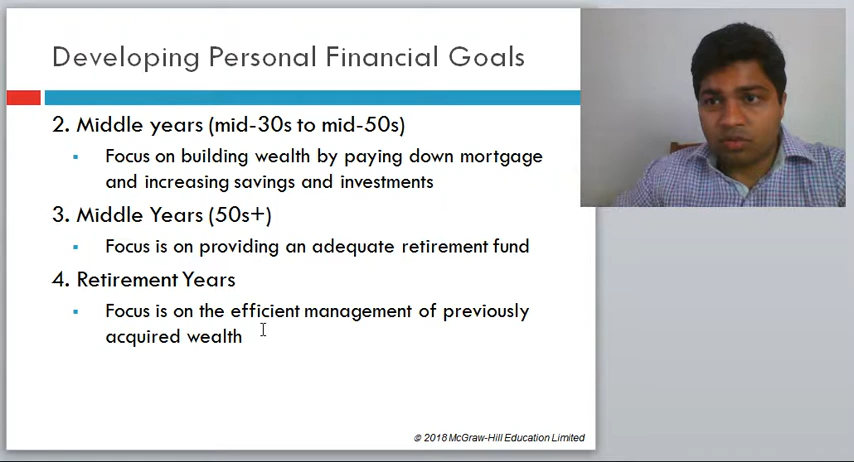 Developing Personal Financial Goals
2. Middle years (mid-30s to mid-50s)
▪ Focus on building wealth by paying down mortgage
and increasing savings and investments
3. Middle Years (50s+)
▪ Focus is on providing an adequate retirement fund
4. Retirement Years
▪ Focus is on the efficient management of previously
acquired wealth
© 2018 McGraw-Hill Education Limited